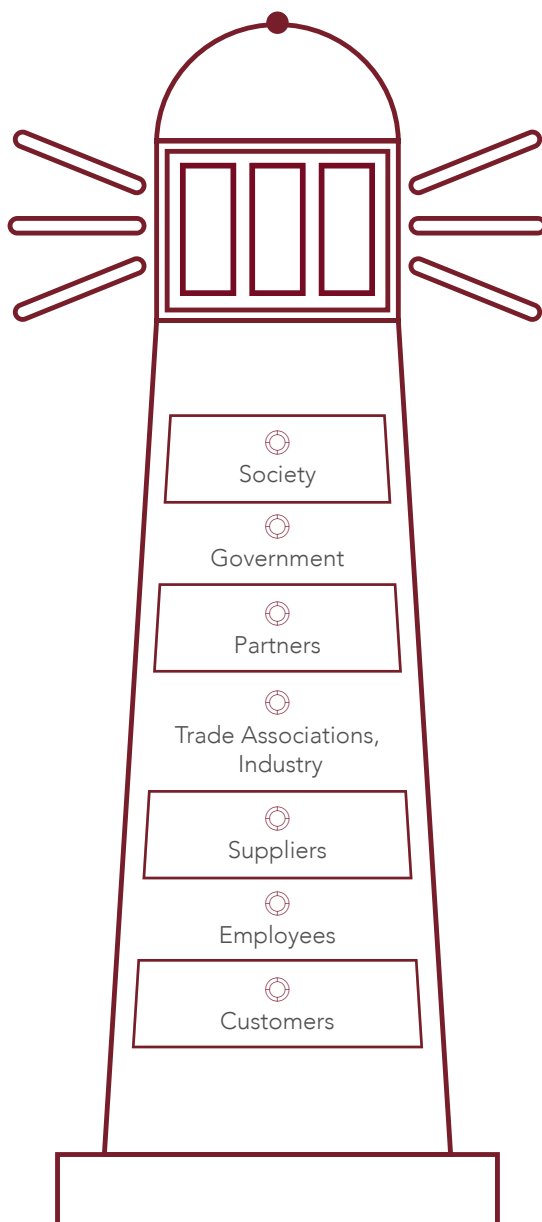 Society
Government
Partners
Trade Associations,
Industry
Suppliers
Employees
Customers